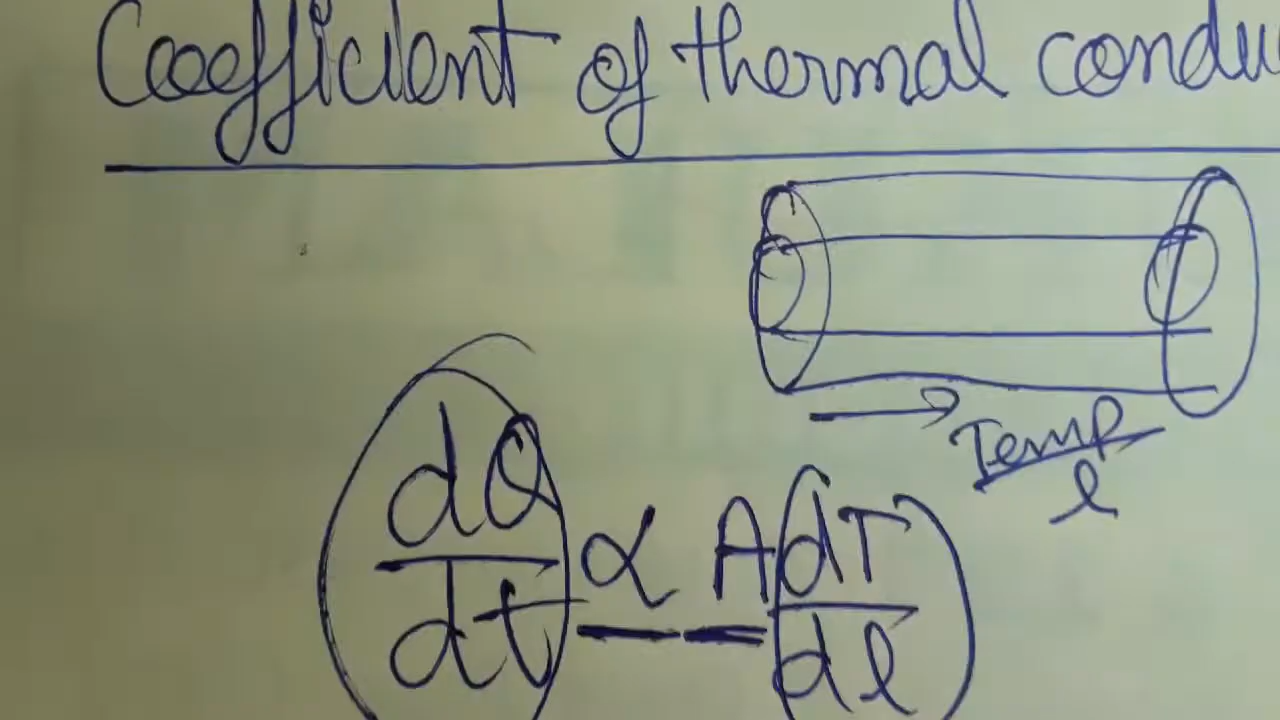 Coefficient of thermal condu
Temp/l
dQ/dt ∝ A dT/dl